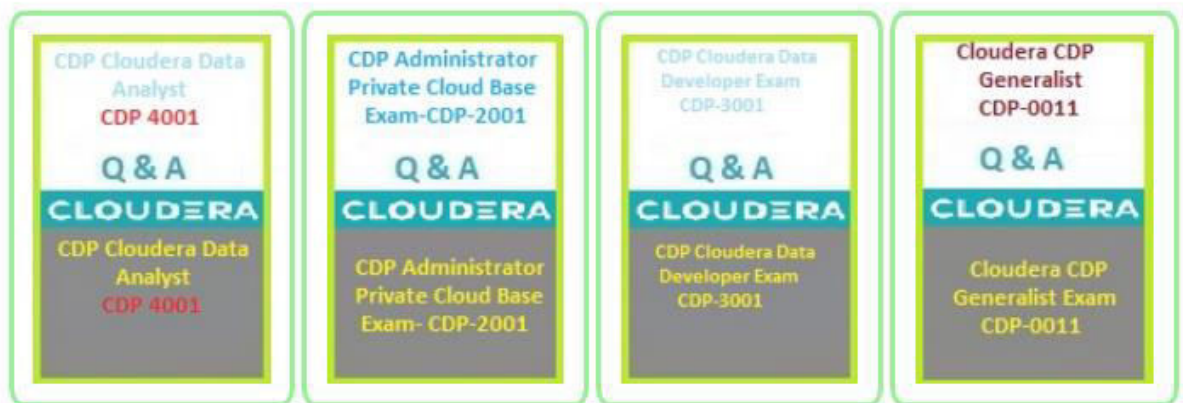 CDP Cloudera Data
Analyst
CDP 4001
Q & A
CLOUDERA
CDP Cloudera Data
Analyst
CDP 4001
CDP Administrator
Private Cloud Base
Exam-CDP-2001
Q & A
CLOUDERA
CDP Administrator
Private Cloud Base
Exam- CDP-2001
CDP Cloudera Data
Developer Exam
CDP-3001
Q & A
CLOUDERA
CDP Cloudera Data
Developer Exam
CDP-3001
Cloudera CDP
Generalist
CDP-0011
Q & A
CLOUDERA
Cloudera CDP
Generalist Exam
CDP-0011